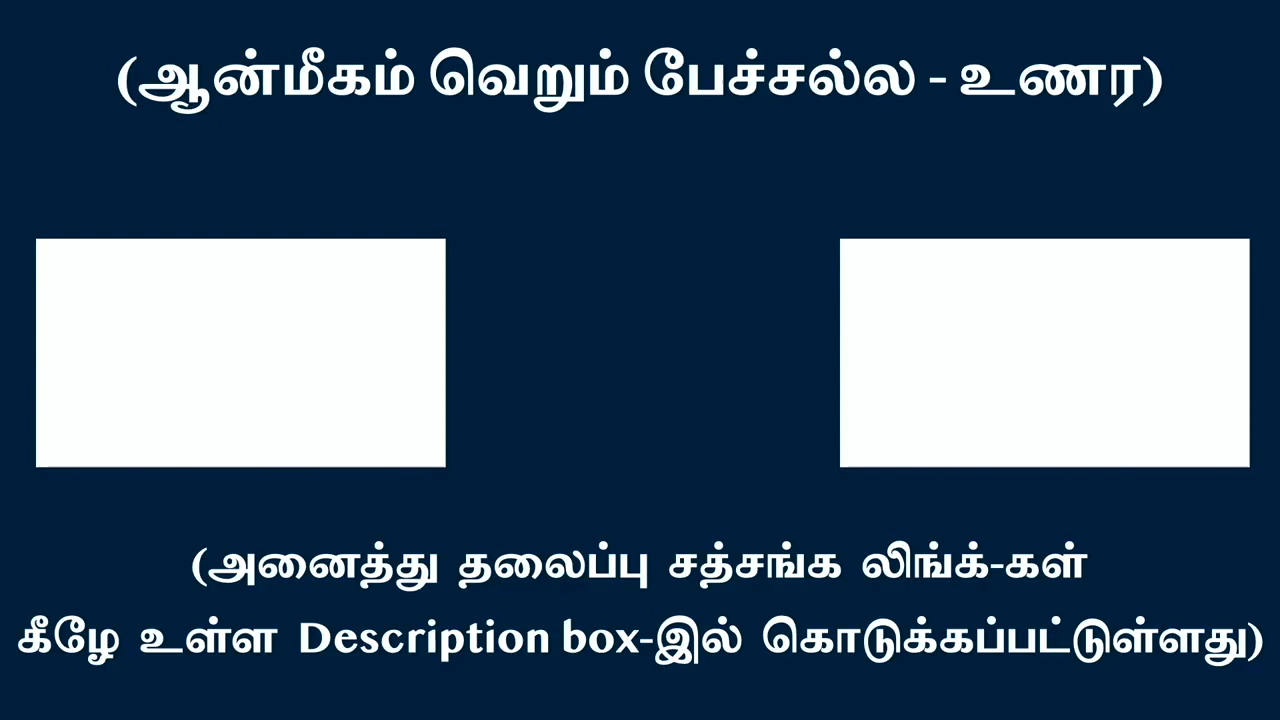 (ஆன்மீகம் வெறும் பேச்சல்ல - உணர)
(அனைத்து தலைப்பு சத்சங்க லிங்க்-கள்
கீழே உள்ள Description box-இல் கொடுக்கப்பட்டுள்ளது)